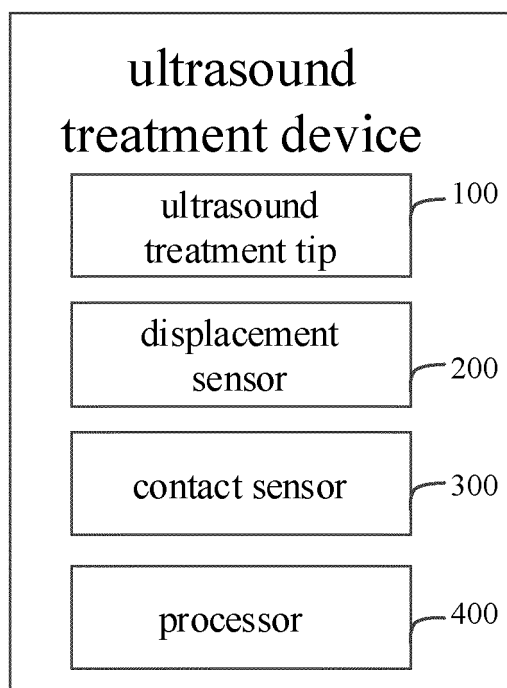 ultrasound
treatment device
ultrasound
treatment tip
100
displacement
sensor
200
contact sensor
300
processor
400